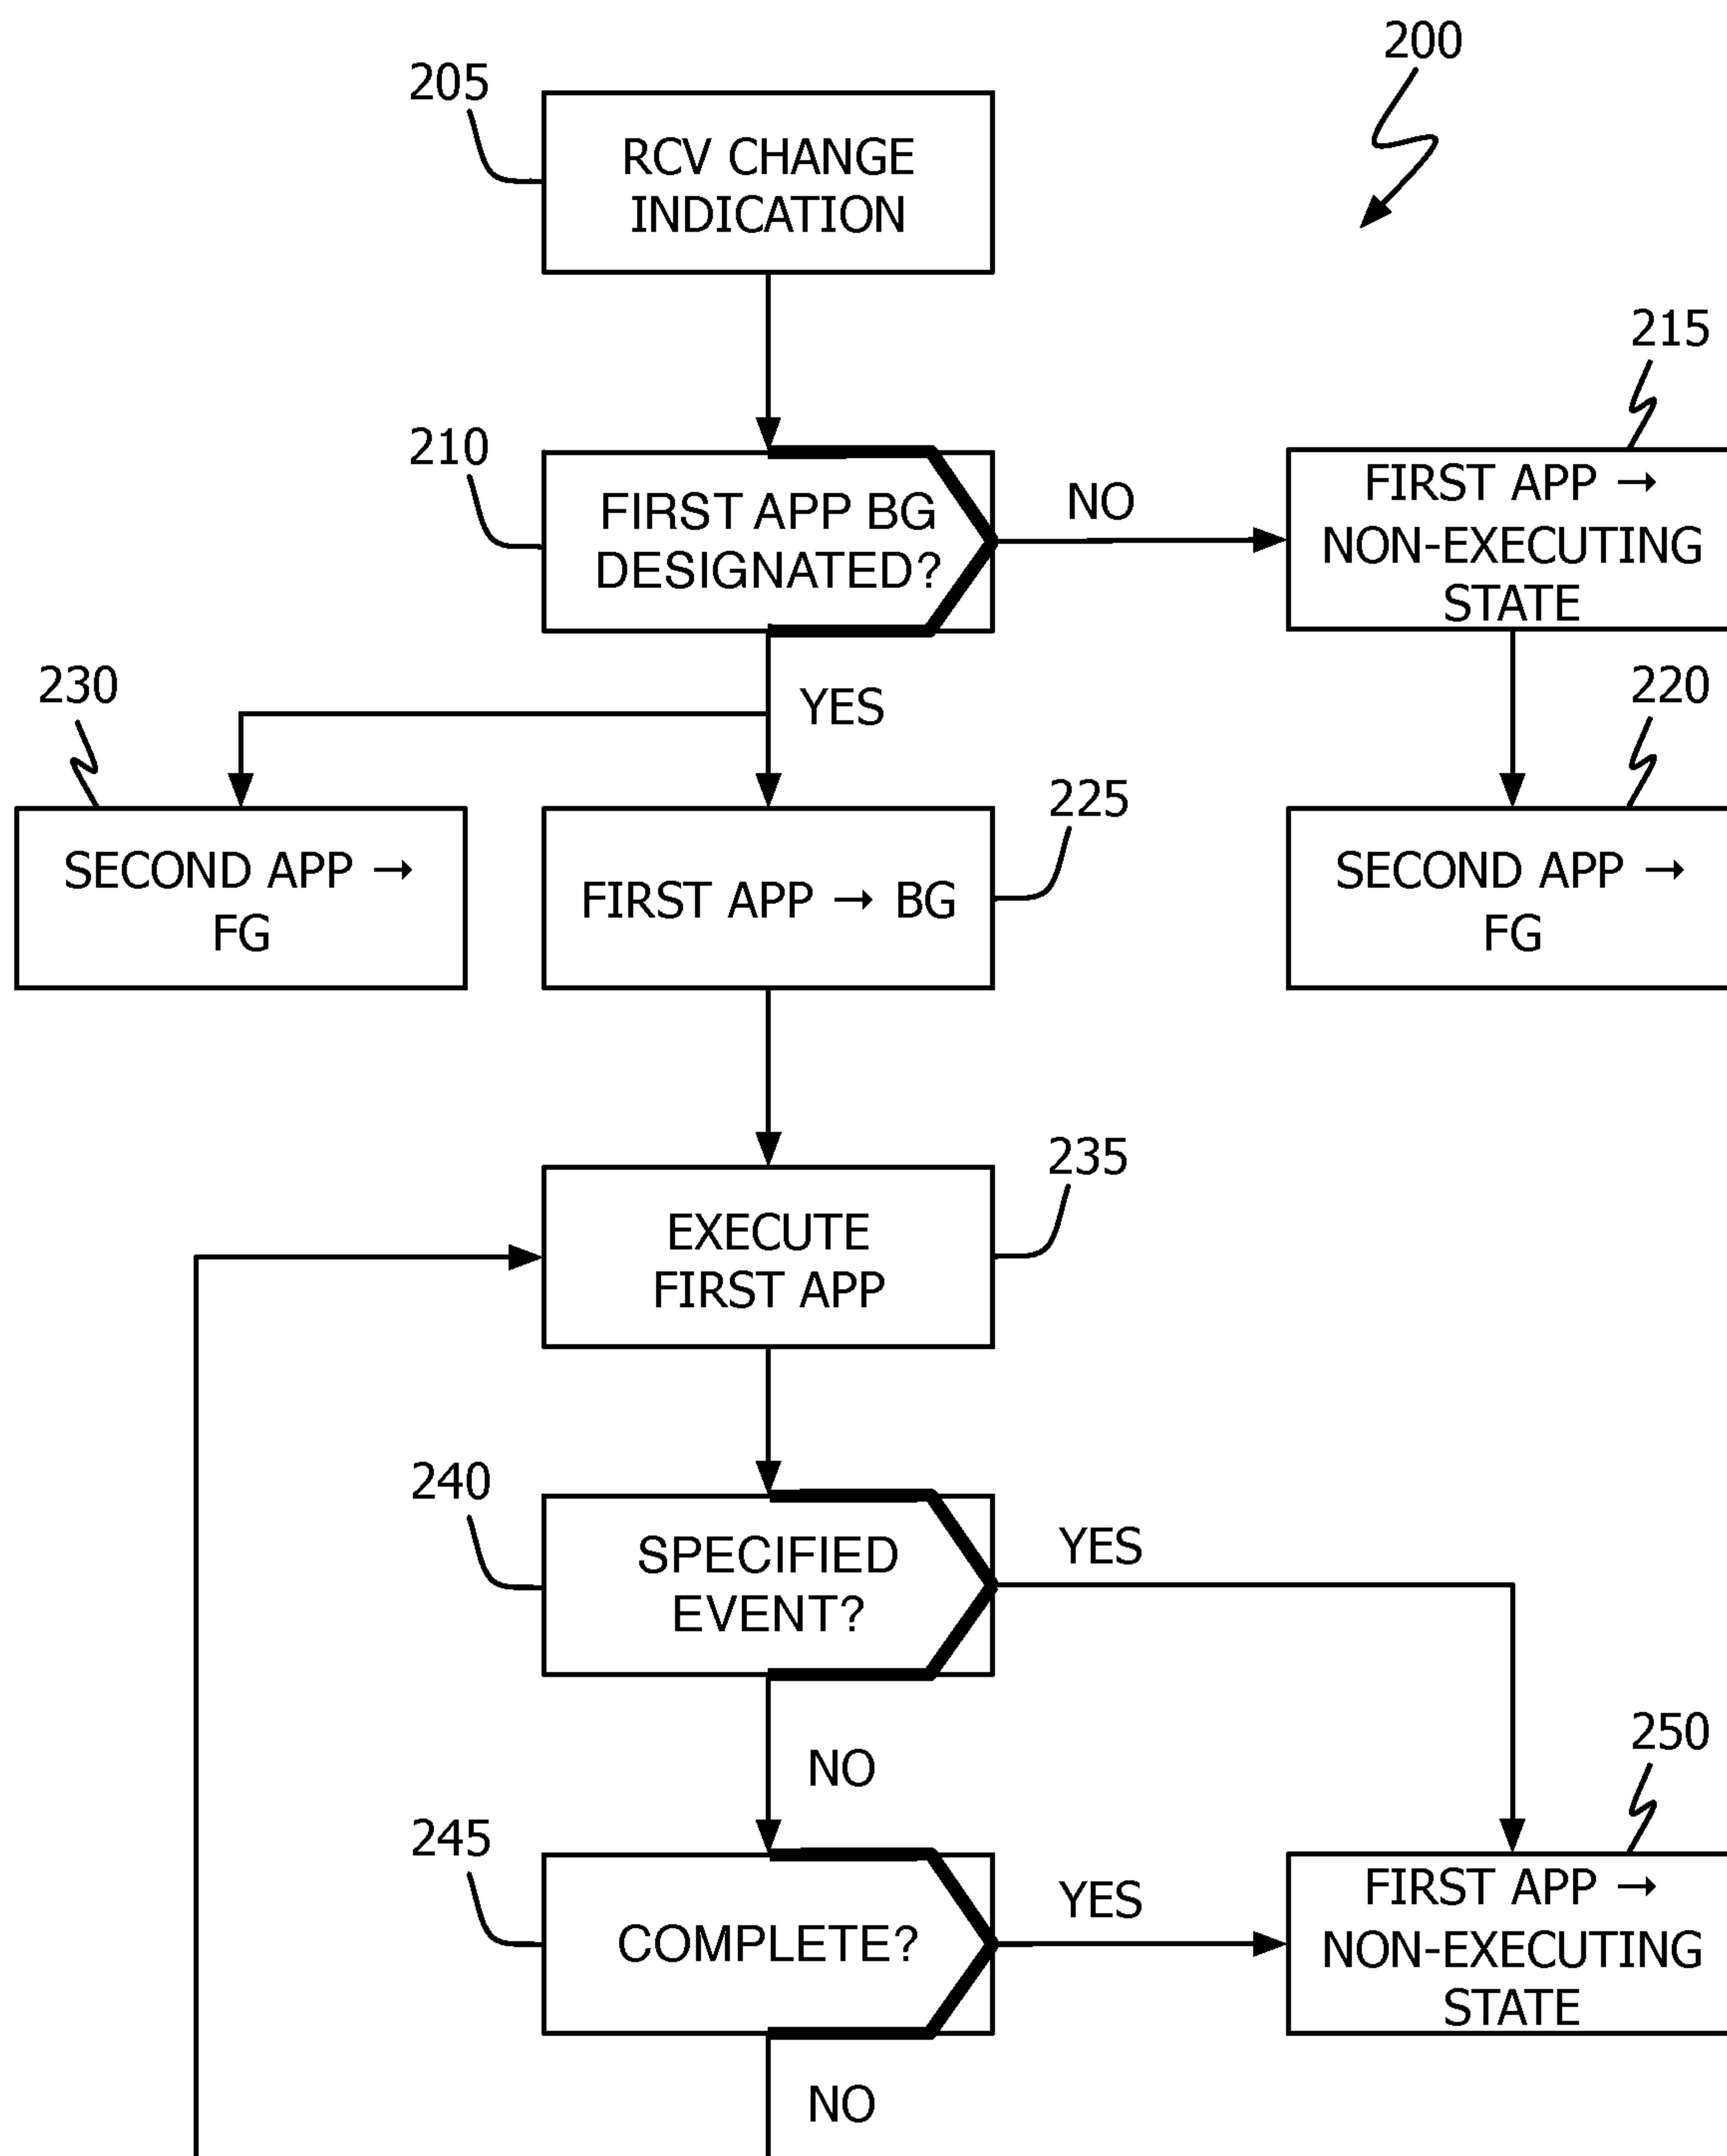 200
205
RCV CHANGE
INDICATION
215
210
FIRST APP BG
DESIGNATED?
NO
FIRST APP →
NON-EXECUTING
STATE
230
YES
220
225
SECOND APP →
FG
FIRST APP → BG
SECOND APP →
FG
235
EXECUTE
FIRST APP
240
SPECIFIED
EVENT?
YES
NO
250
245
COMPLETE?
YES
FIRST APP →
NON-EXECUTING
STATE
NO